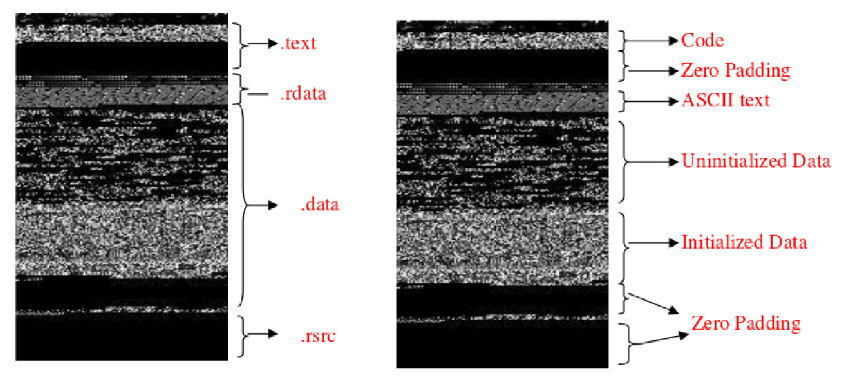 .text
.rdata
.data
.rsrc
Code
Zero Padding
ASCII text
Uninitialized Data
Initialized Data
Zero Padding